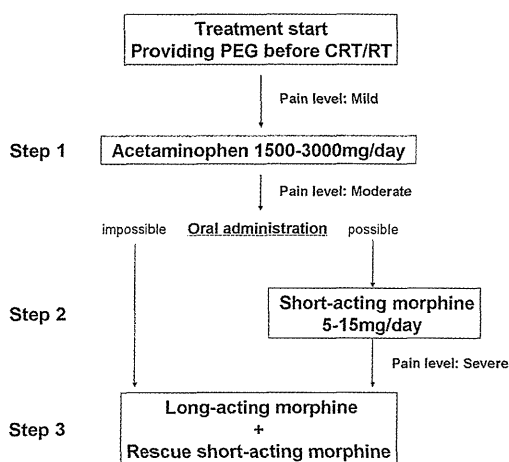 Treatment start
Providing PEG before CRT/RT
Pain level: Mild
Step 1
Acetaminophen 1500-3000mg/day
Pain level: Moderate
impossible Oral administration possible
Step 2
Short-acting morphine
5-15mg/day
Pain level: Severe
Step 3
Long-acting morphine
+
Rescue short-acting morphine